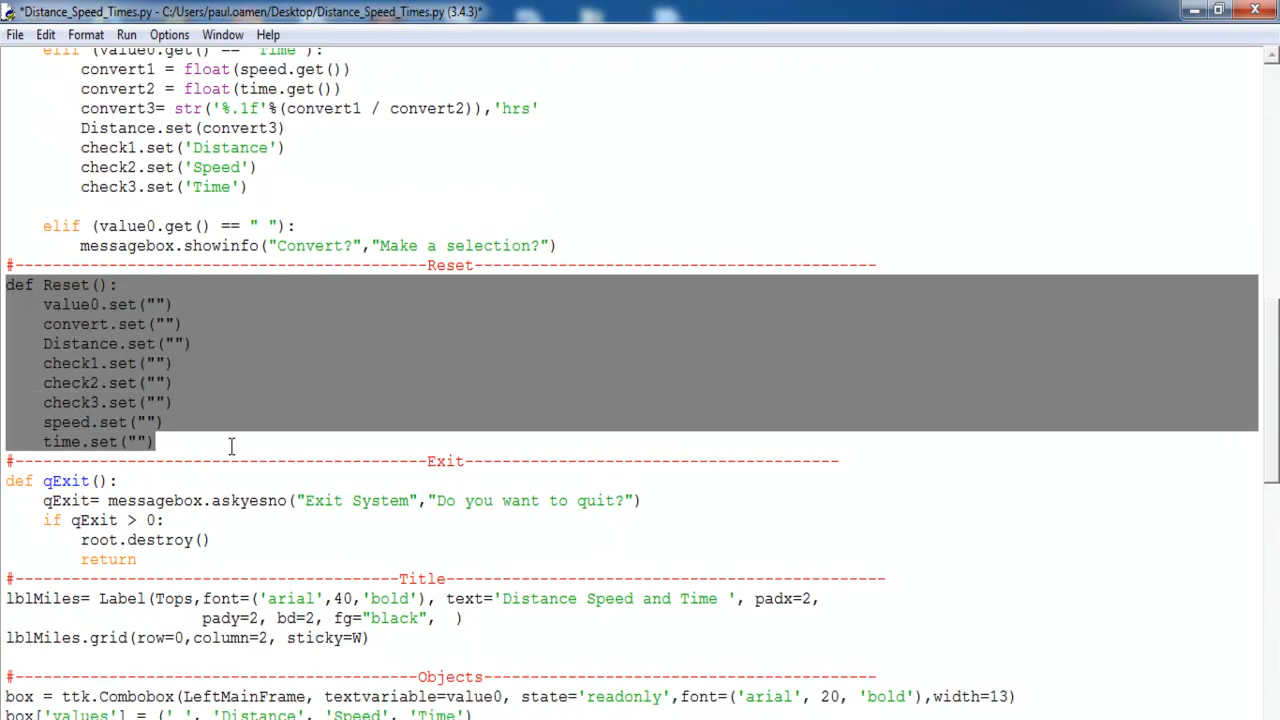 *Distance_Speed_Times.py - C:/Users/paul.oamen/Desktop/Distance_Speed_Times.py (3.4.3)*
File Edit Format Run Options Window Help
elif (value0.get() == "Time"):
convert1 = float(speed.get())
convert2 = float(time.get())
convert3= str('%.1f'%(convert1 / convert2)),'hrs'
Distance.set(convert3)
check1.set('Distance')
check2.set('Speed')
check3.set('Time')
elif (value0.get() == " "):
messagebox.showinfo("Convert?","Make a selection?")
#--------------------------------------------Reset-------------------------------------------
def Reset():
value0.set("")
convert.set("")
Distance.set("")
check1.set("")
check2.set("")
check3.set("")
speed.set("")
time.set("")
#--------------------------------------------Exit----------------------------------------
def qExit():
qExit= messagebox.askyesno("Exit System","Do you want to quit?")
if qExit > 0:
root.destroy()
return
#-----------------------------------------Title-----------------------------------------------
lblMiles= Label(Tops,font=('arial',40,'bold'), text='Distance Speed and Time ', padx=2,
pady=2, bd=2, fg="black",  )
lblMiles.grid(row=0,column=2, sticky=W)
#-------------------------------------------Objects------------------------------------------
box = ttk.Combobox(LeftMainFrame, textvariable=value0, state='readonly',font=('arial', 20, 'bold'),width=13)
box['values'] = (' ', 'Distance', 'Speed', 'Time')